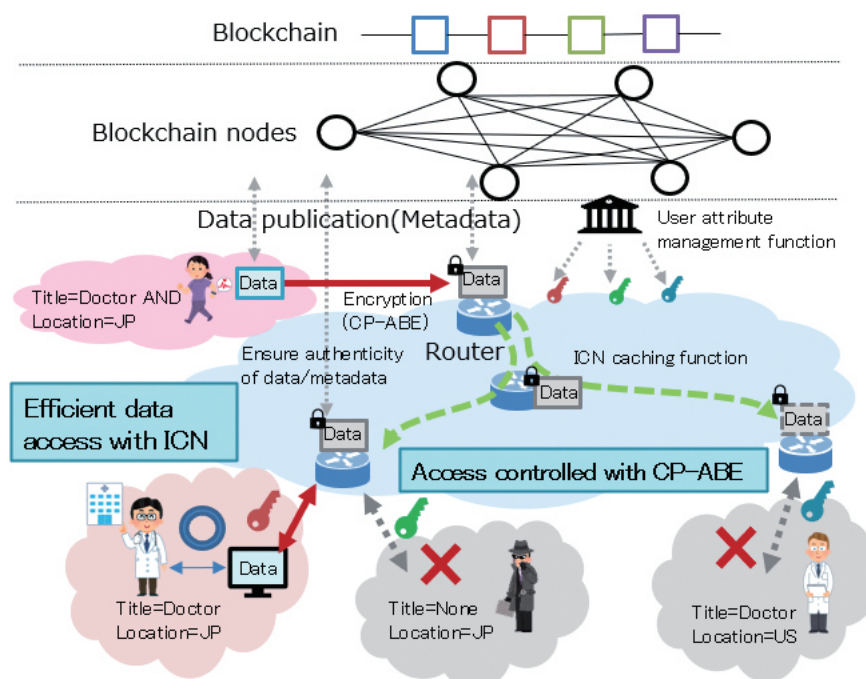 Blockchain
Blockchain nodes
Data publication(Metadata)
User attribute
management function
Title=Doctor AND
Location=JP
Data
Data
Encryption
(CP-ABE)
Router
Ensure authenticity
of data/metadata
ICN caching function
Data
Data
Data
Efficient data
access with ICN
Access controlled with CP-ABE
Data
Title=Doctor
Location=JP
Title=None
Location=JP
Title=Doctor
Location=US